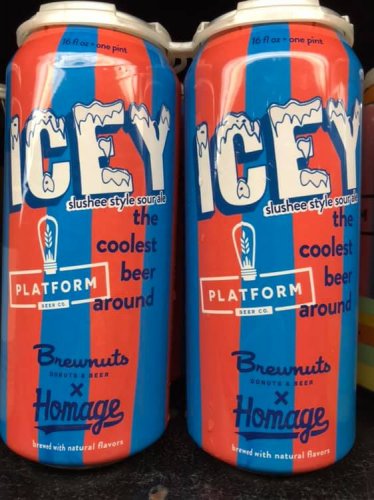 16 fl oz • one pint
ICEY
slushee style sour ale
the
coolest
beer
around
PLATFORM
BEER CO.
Brewnuts
DONUTS & BEER
x
Homage
brewed with natural flavors
16 fl oz • one pint
ICEY
slushee style sour ale
the
coolest
beer
around
PLATFORM
BEER CO.
Brewnuts
DONUTS & BEER
x
Homage
brewed with natural flavors